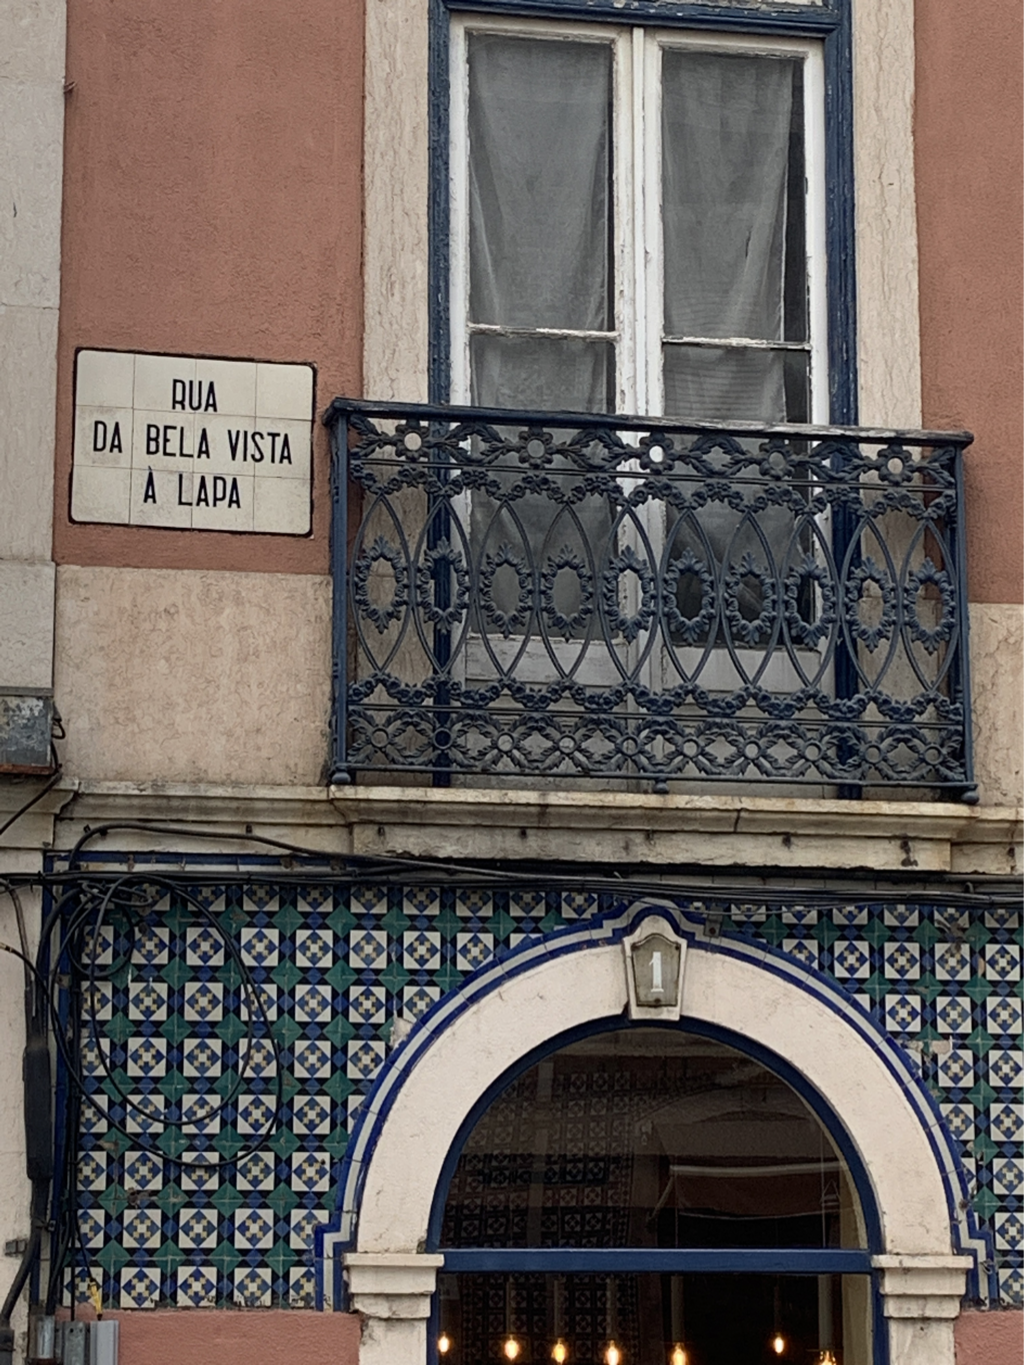 RUA
DA BELA VISTA
À LAPA
1